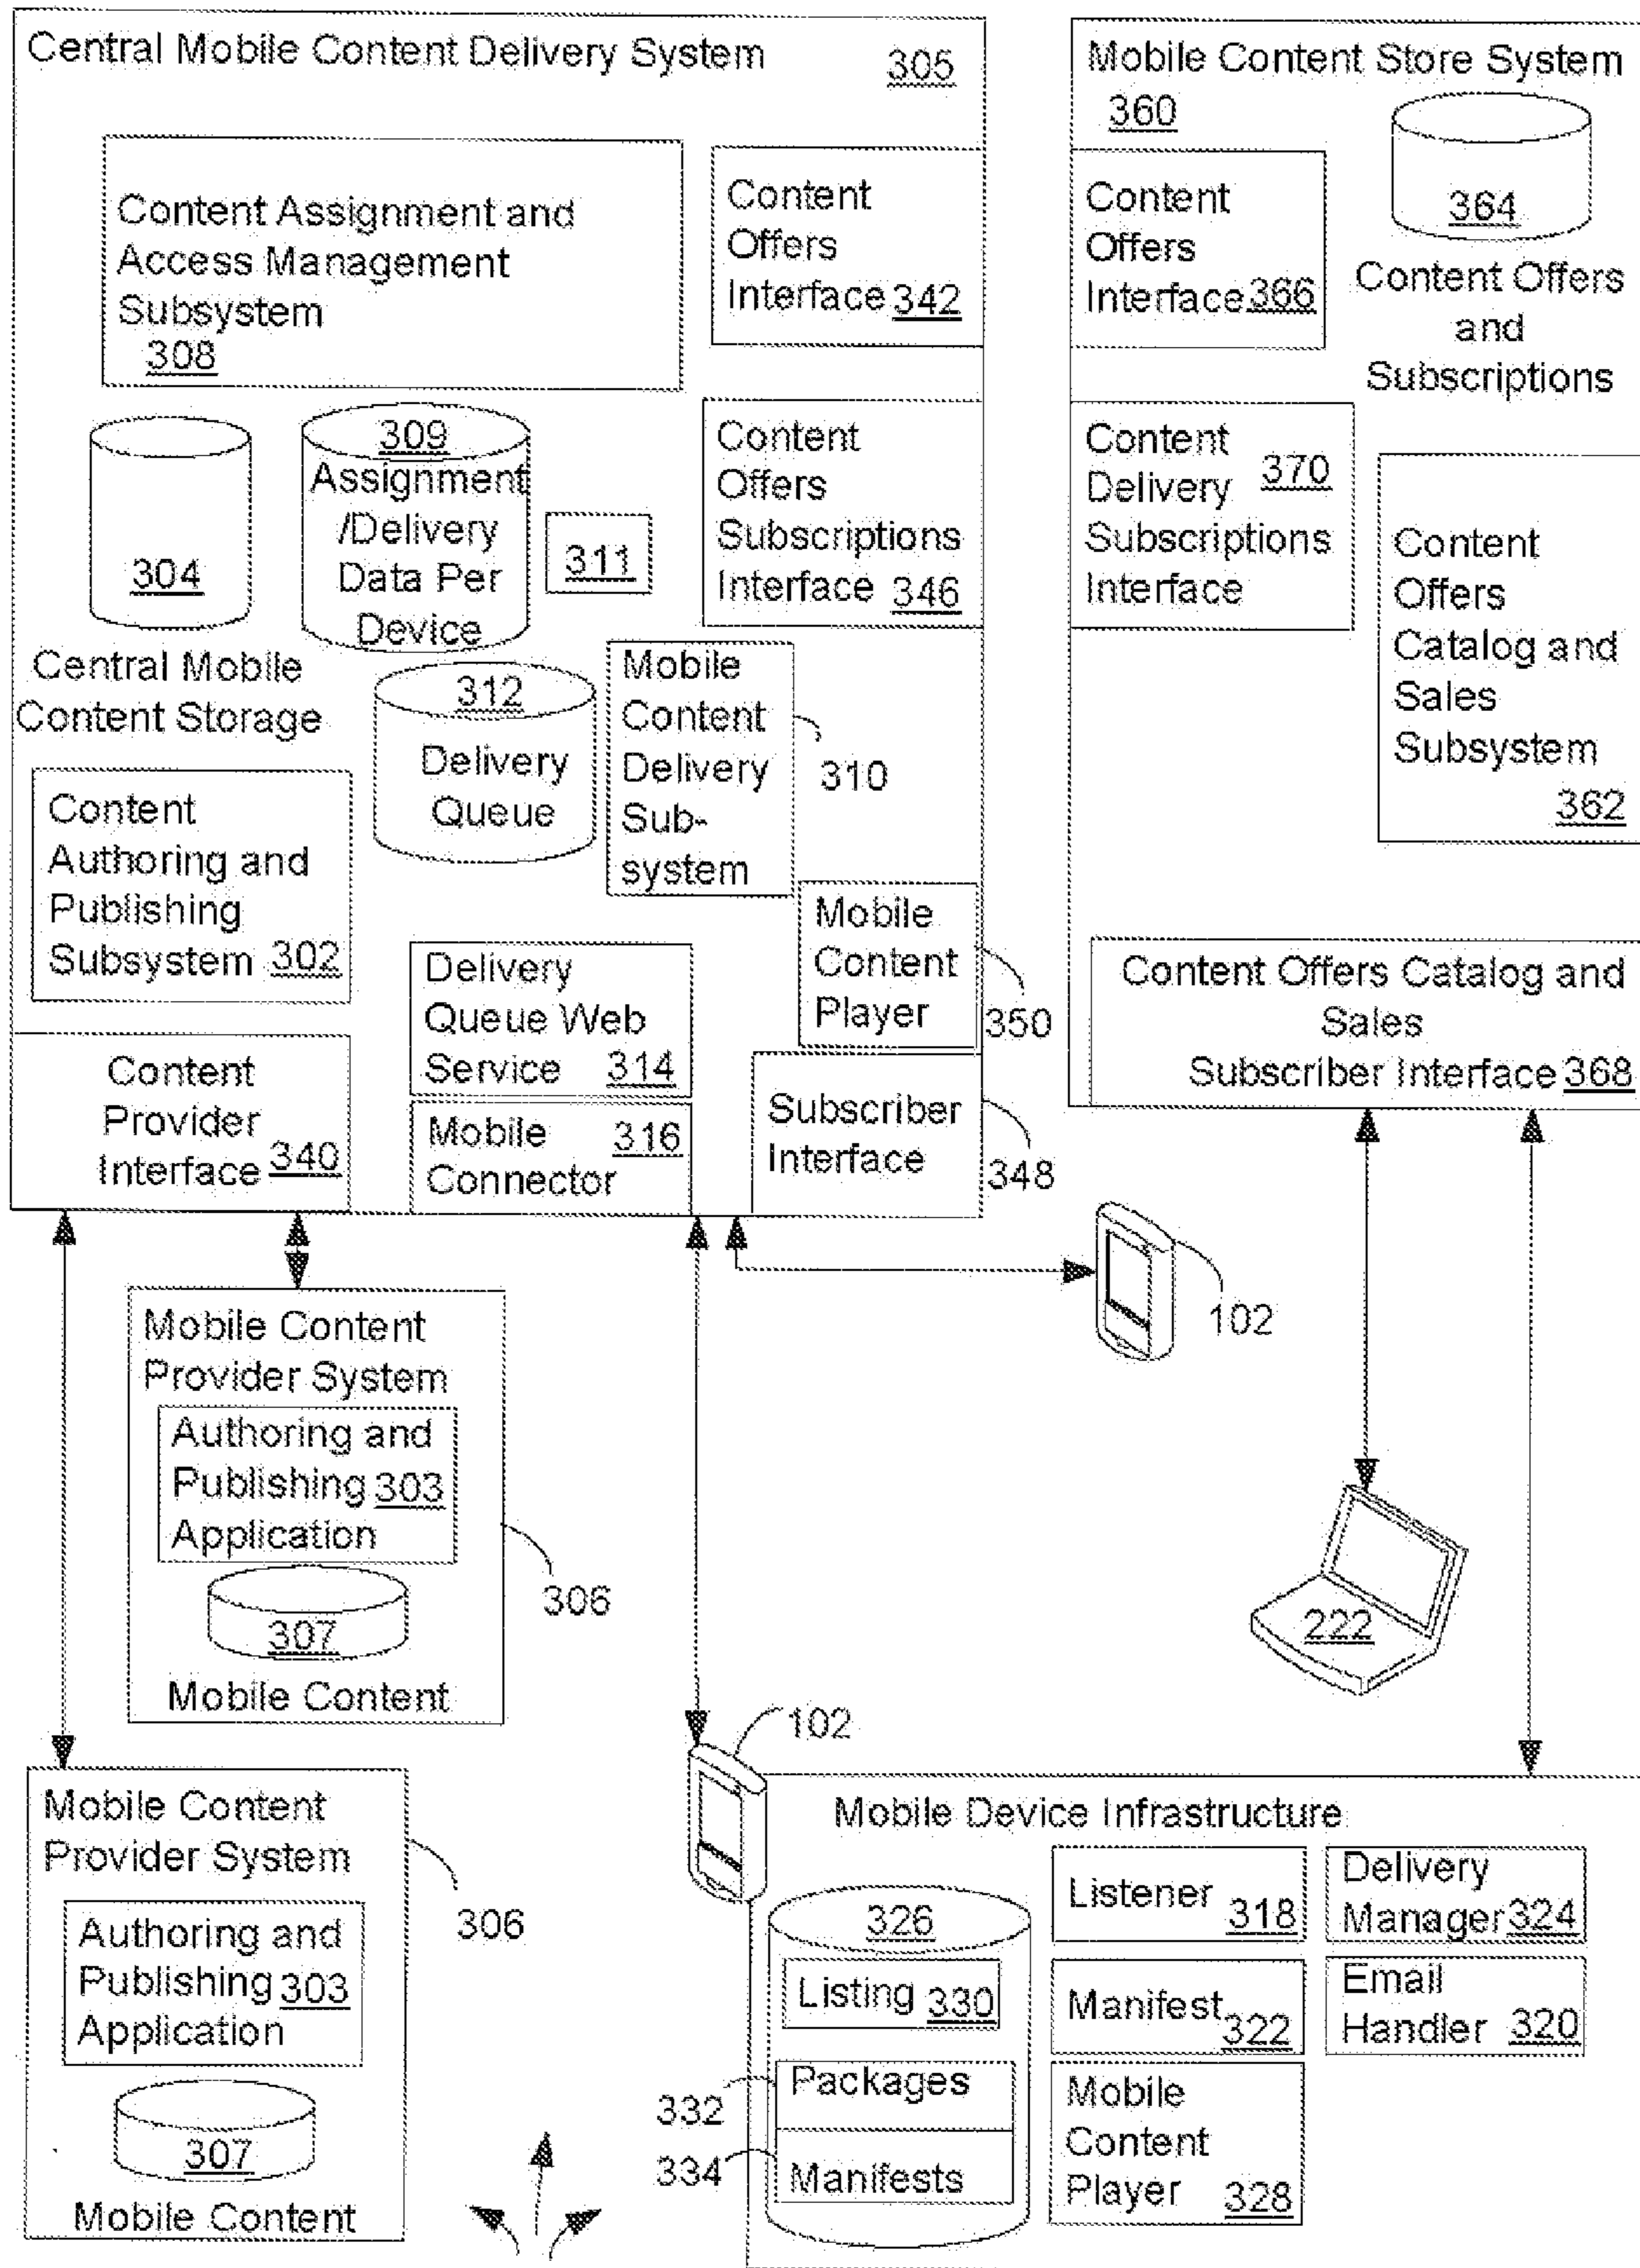 Central Mobile Content Delivery System 305
Content Assignment and
Access Management
Subsystem
308
Content
Offers
Interface 342
304
Central Mobile
Content Storage
309
Assignment
/Delivery
Data Per
Device
311
Content
Offers
Subscriptions
Interface 346
312
Delivery
Queue
Mobile
Content
Delivery
Sub-
system
310
Content
Authoring and
Publishing
Subsystem 302
Delivery
Queue Web
Service 314
Mobile
Content
Player
350
Content
Provider
Interface 340
Mobile 316
Connector
Subscriber
Interface
348
Mobile Content Store System
360
364
Content Offers
and
Subscriptions
Content
Offers
Interface 366
Content
Delivery 370
Subscriptions
Interface
Content
Offers
Catalog and
Sales
Subsystem
362
Content Offers Catalog and
Sales
Subscriber Interface 368
102
222
Mobile Content
Provider System
Authoring and
Publishing 303
Application
307
Mobile Content
306
Mobile Content
Provider System
Authoring and
Publishing 303
Application
307
Mobile Content
306
102
Mobile Device Infrastructure
326
Listing 330
Packages
332
Manifests
334
Listener 318
Delivery
Manager 324
Manifest 322
Email
Handler 320
Mobile
Content
Player 328